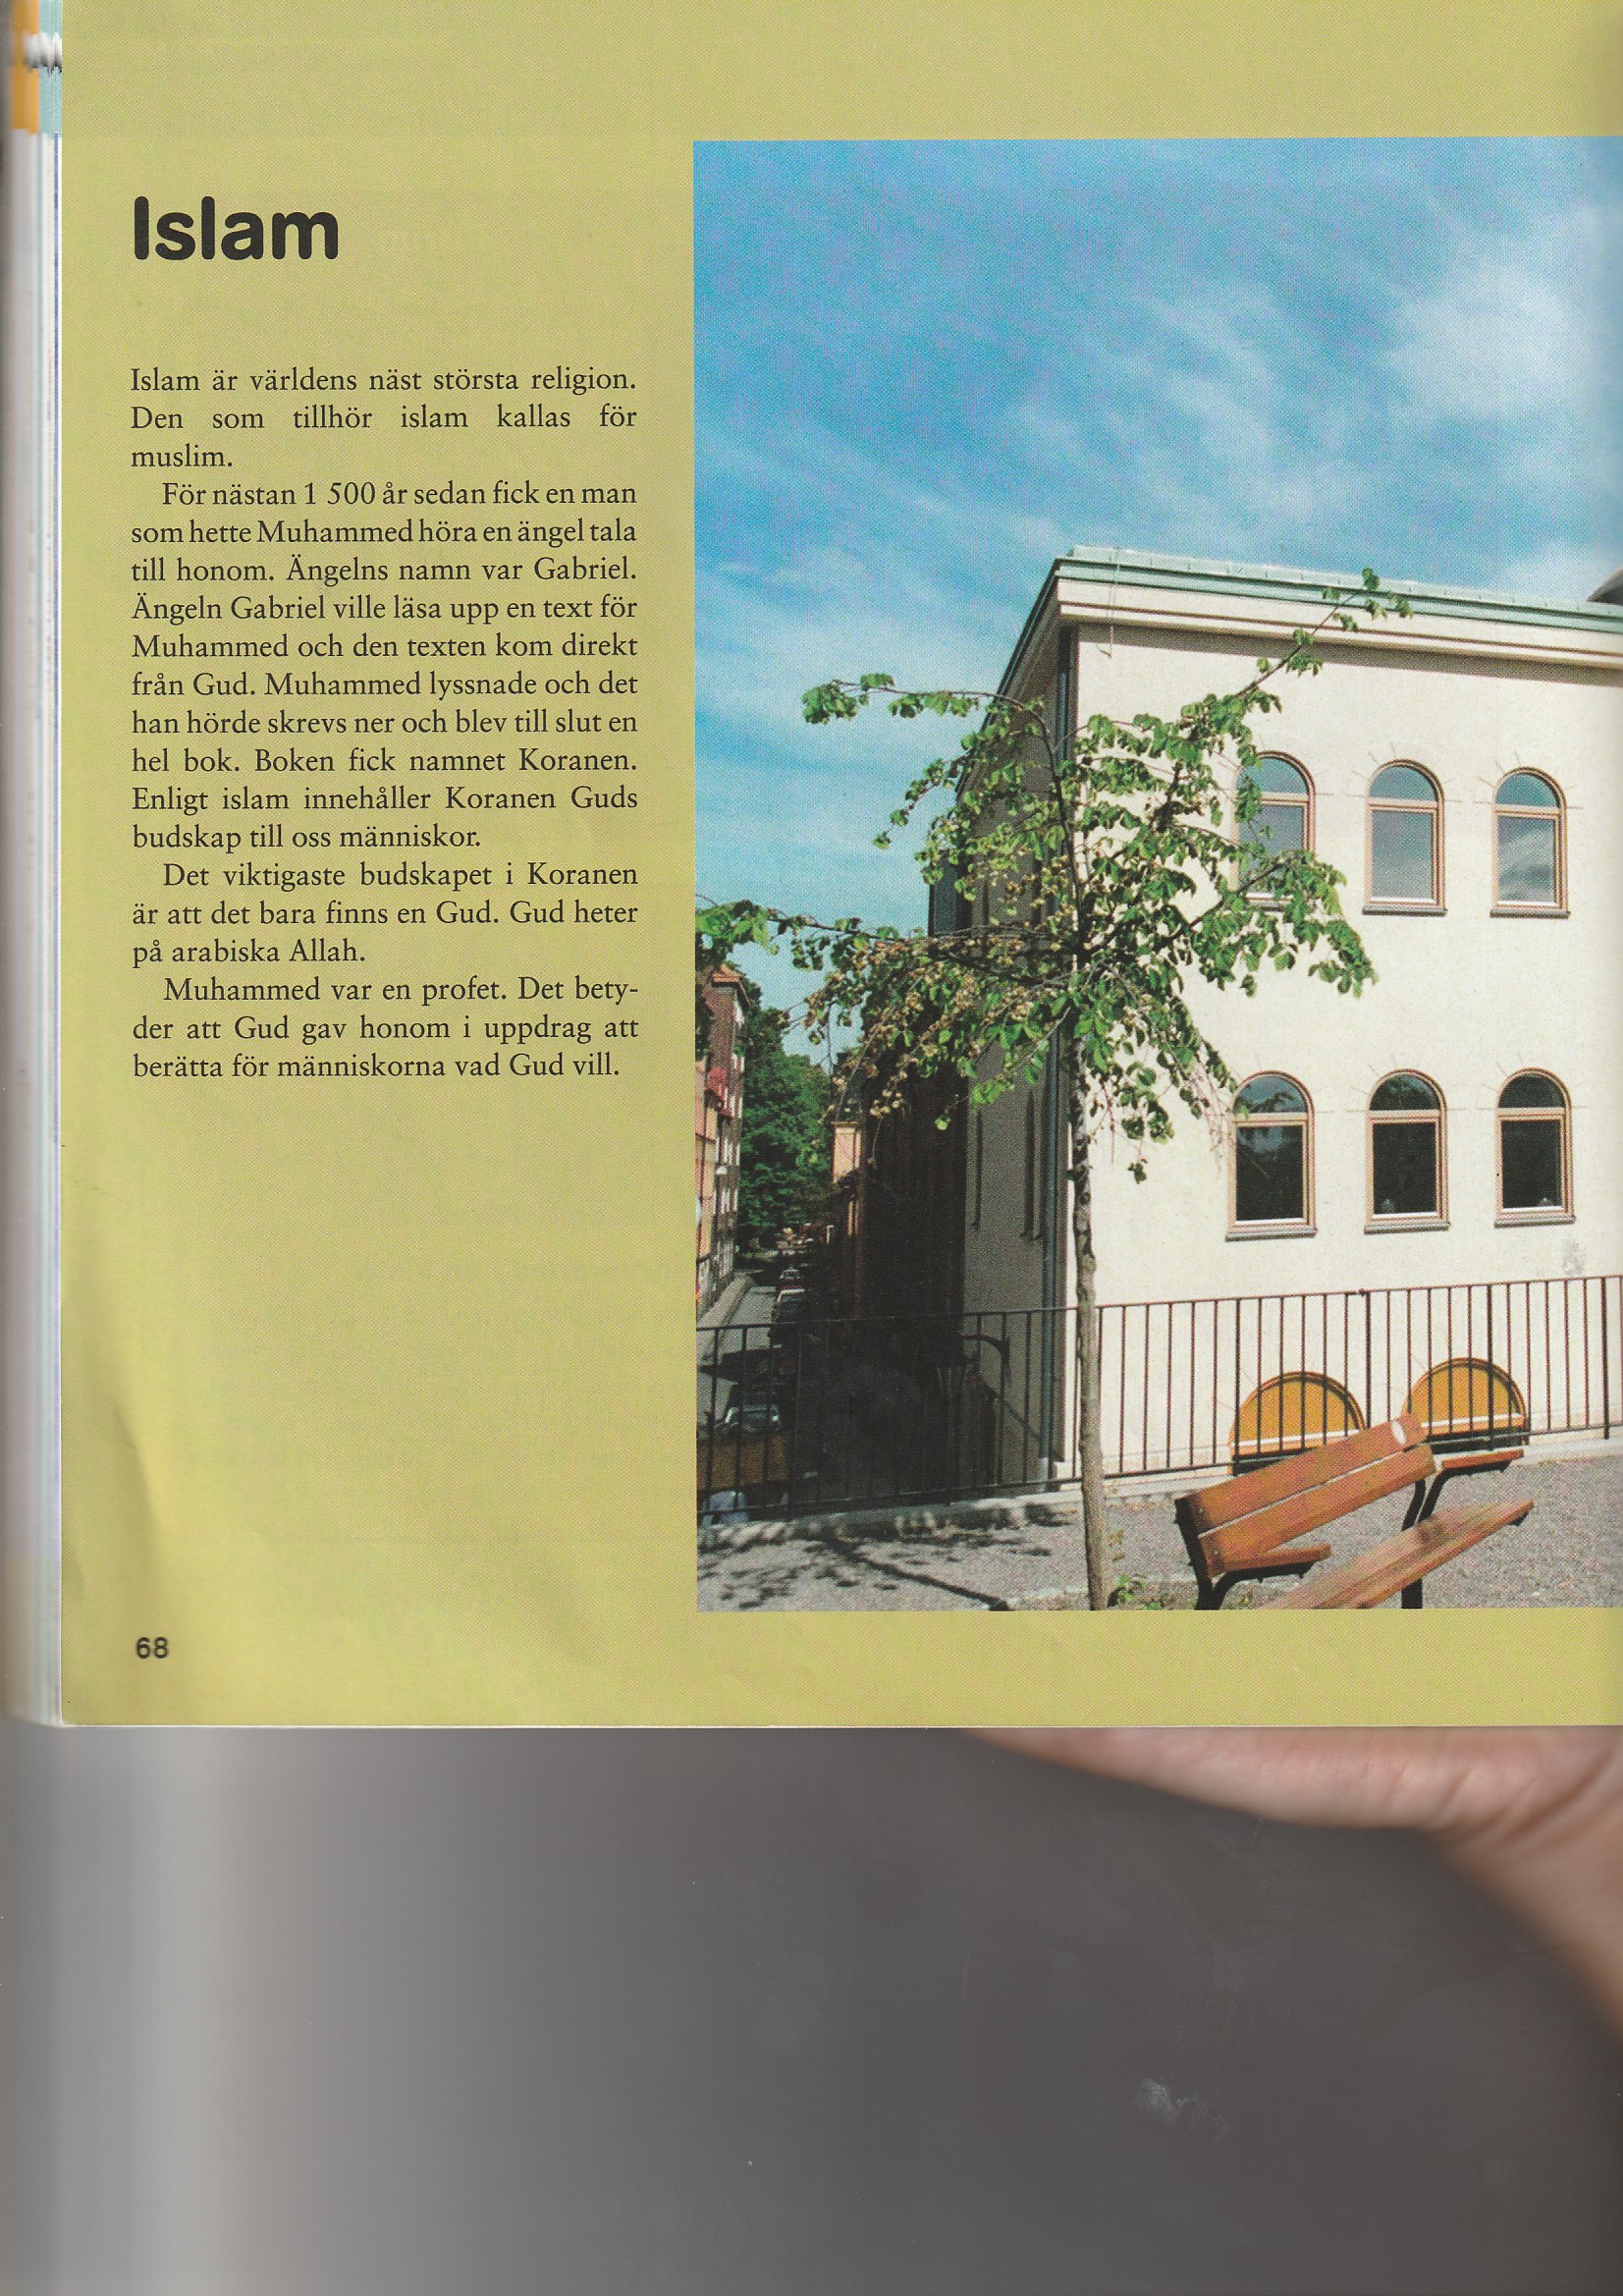 Islam
Islam är världens näst största religion.
Den som tillhör islam kallas för
muslim.
För nästan 1 500 år sedan fick en man
som hette Muhammed höra en ängel tala
till honom. Ängelns namn var Gabriel.
Ängeln Gabriel ville läsa upp en text för
Muhammed och den texten kom direkt
från Gud. Muhammed lyssnade och det
han hörde skrevs ner och blev till slut en
hel bok. Boken fick namnet Koranen.
Enligt islam innehåller Koranen Guds
budskap till oss människor.
Det viktigaste budskapet i Koranen
är att det bara finns en Gud. Gud heter
på arabiska Allah.
Muhammed var en profet. Det bety-
der att Gud gav honom i uppdrag att
berätta för människorna vad Gud vill.
68